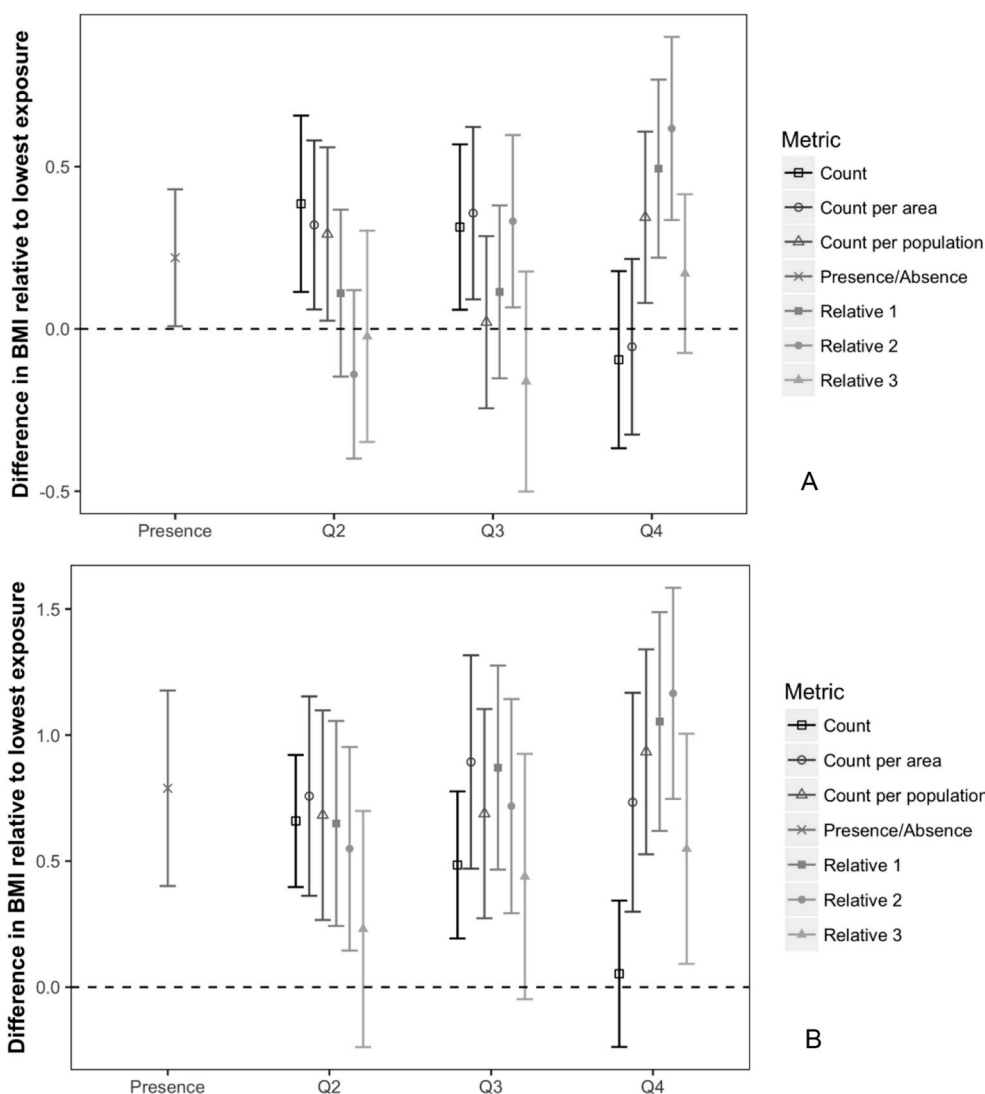 Difference in BMI relative to lowest exposure
0.5
0.0
-0.5
Presence
Q2
Q3
Q4
Metric
Count
Count per area
Count per population
Presence/Absence
Relative 1
Relative 2
Relative 3
A
Difference in BMI relative to lowest exposure
1.5
1.0
0.5
0.0
Presence
Q2
Q3
Q4
Metric
Count
Count per area
Count per population
Presence/Absence
Relative 1
Relative 2
Relative 3
B